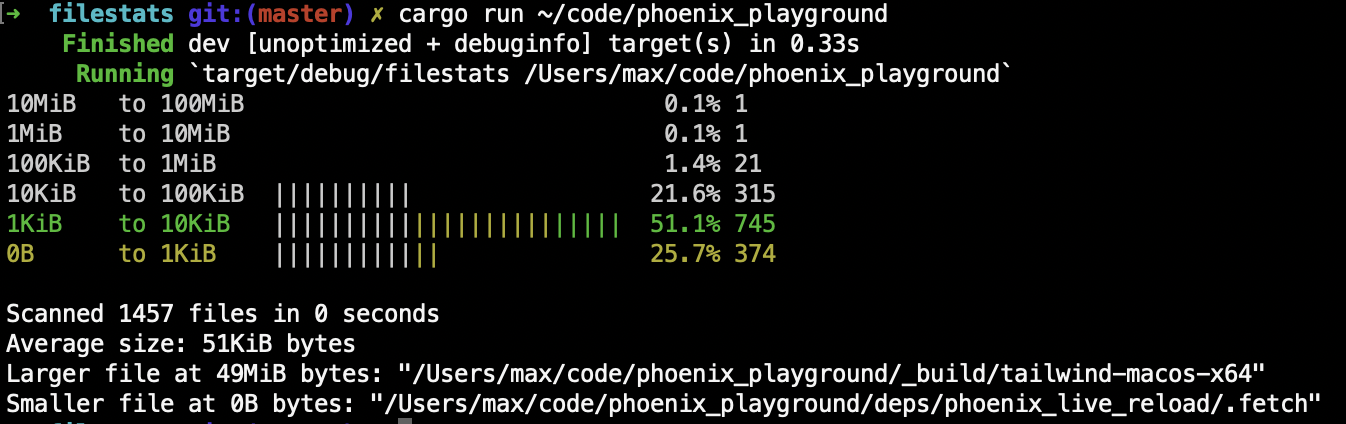 ➜  filestats git:(master) ✗ cargo run ~/code/phoenix_playground
    Finished dev [unoptimized + debuginfo] target(s) in 0.33s
     Running `target/debug/filestats /Users/max/code/phoenix_playground`
10MiB   to 100MiB                              0.1% 1
1MiB    to 10MiB                               0.1% 1
100KiB  to 1MiB                                1.4% 21
10KiB   to 100KiB  ||||||||||                 21.6% 315
1KiB    to 10KiB   |||||||||||||||||||||||||  51.1% 745
0B      to 1KiB    ||||||||||||               25.7% 374
Scanned 1457 files in 0 seconds
Average size: 51KiB bytes
Larger file at 49MiB bytes: "/Users/max/code/phoenix_playground/_build/tailwind-macos-x64"
Smaller file at 0B bytes: "/Users/max/code/phoenix_playground/deps/phoenix_live_reload/.fetch"